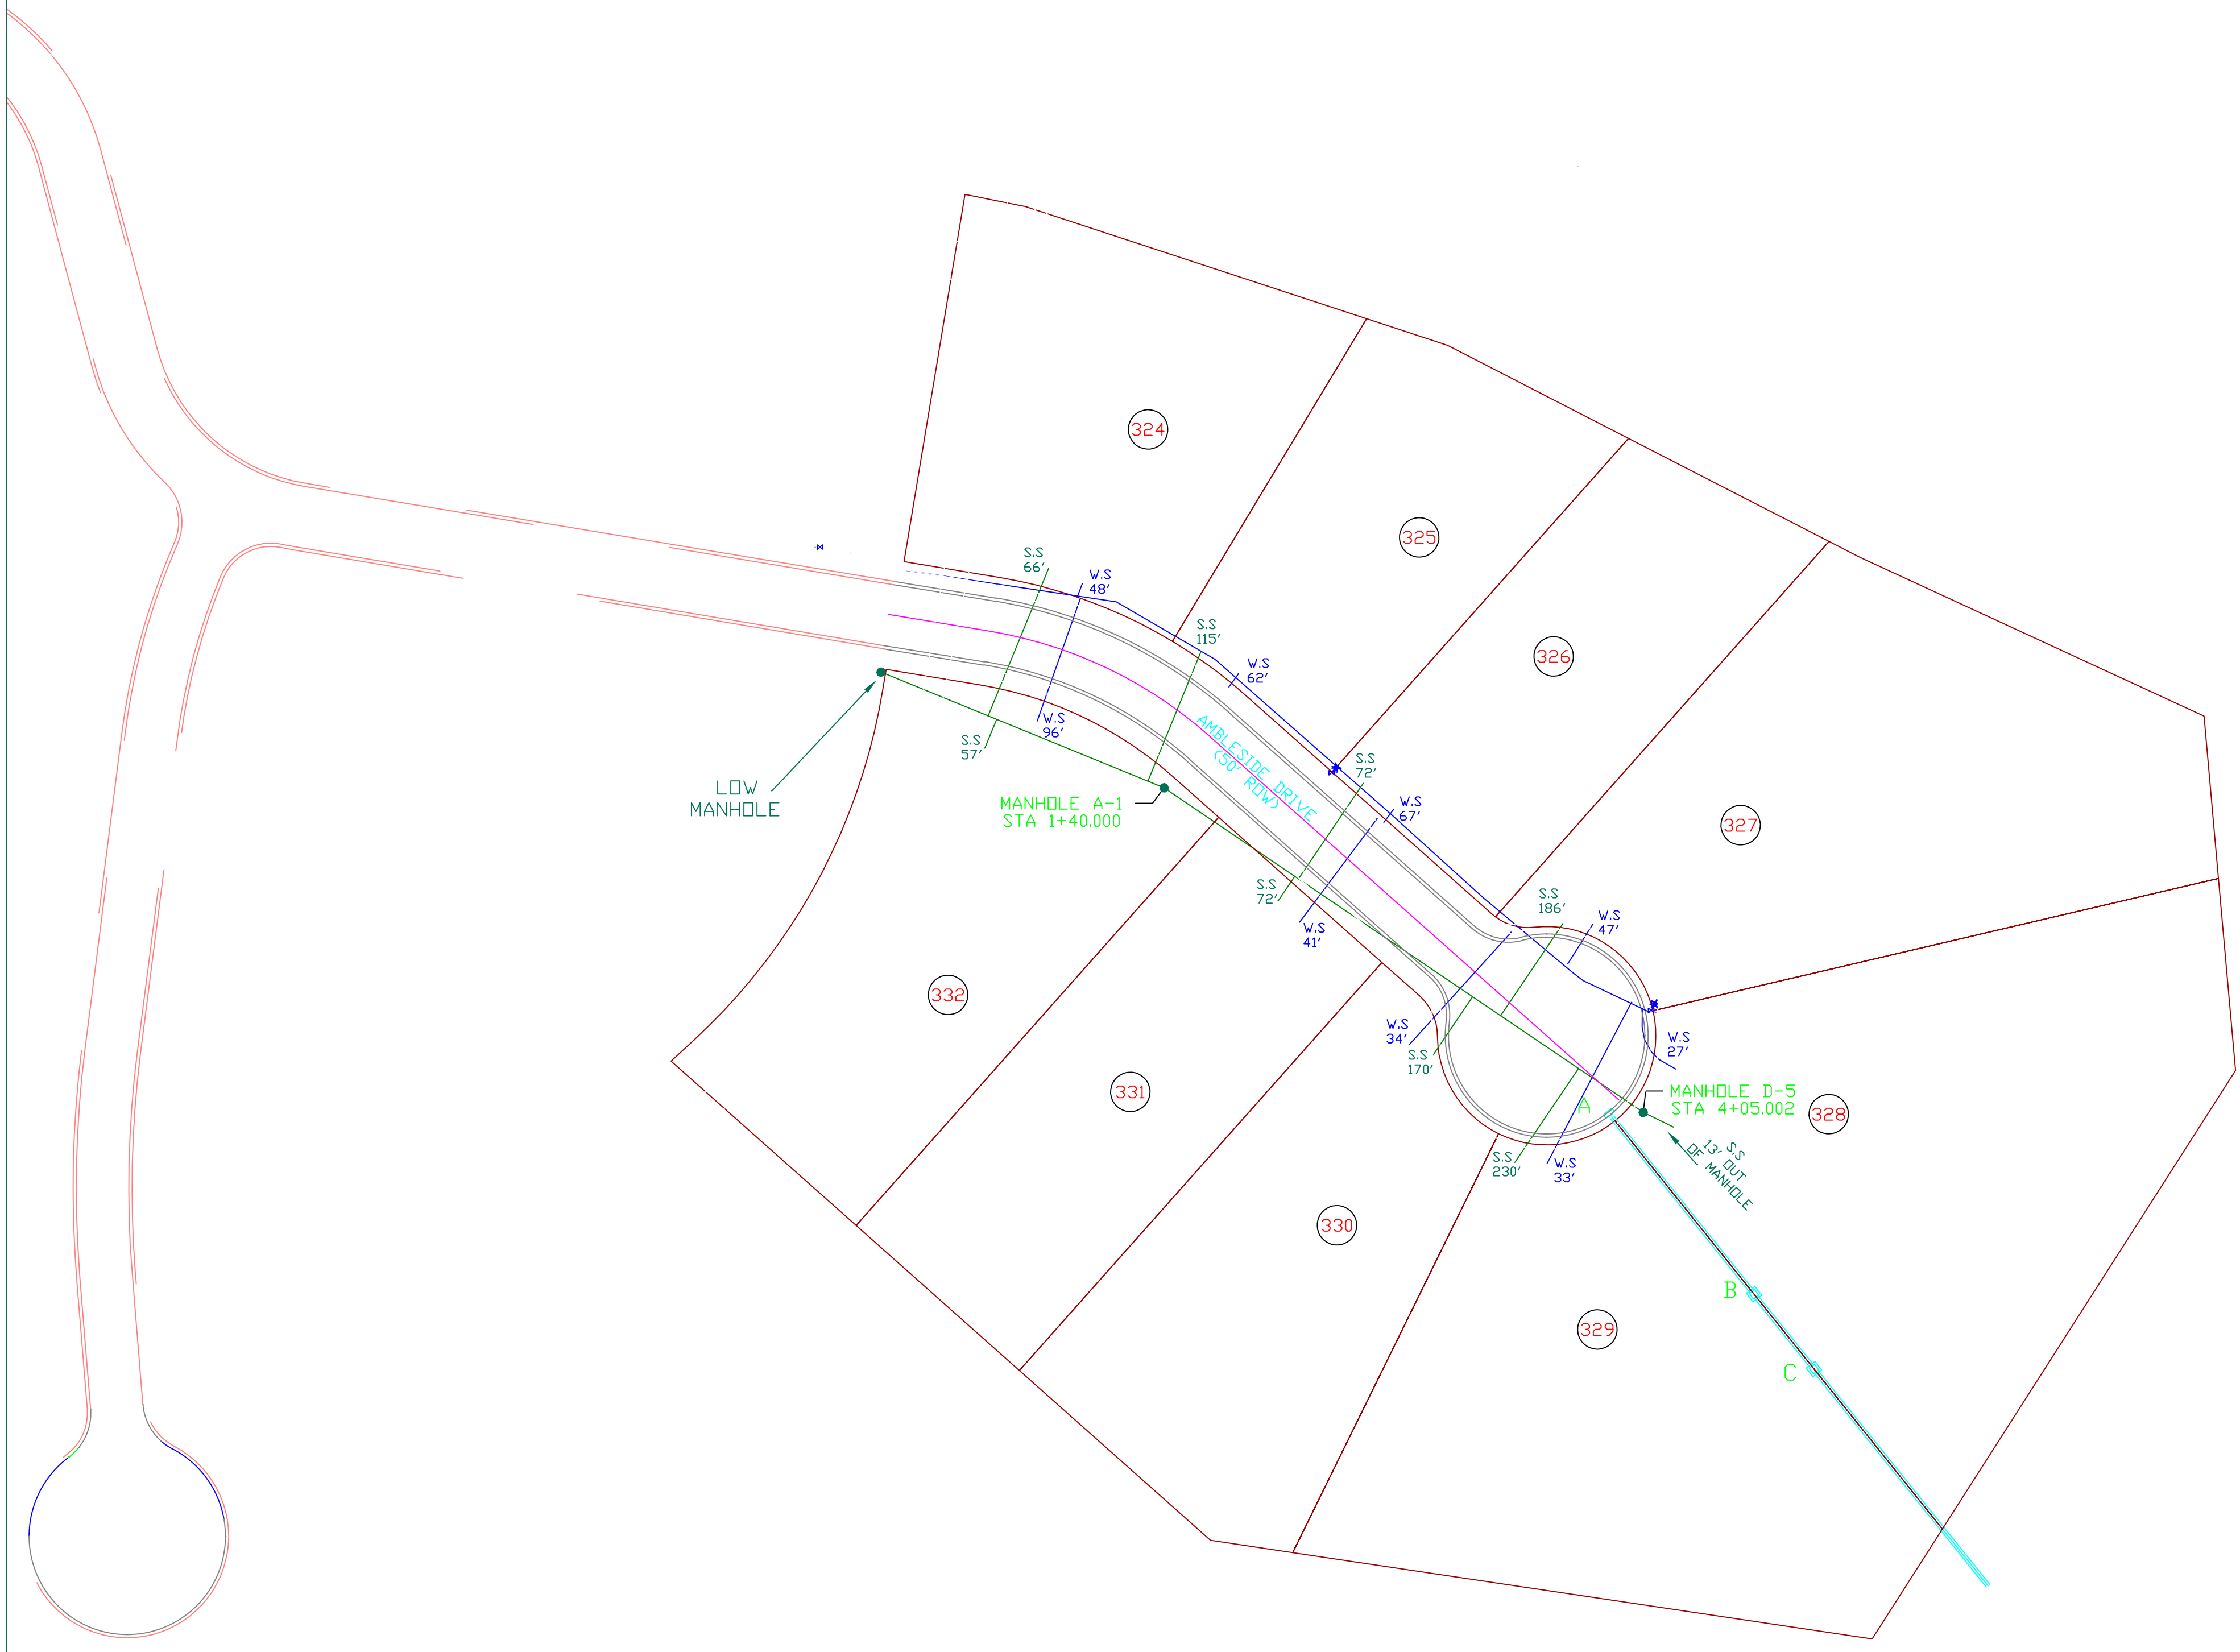 324
325
S.S
66'
W.S
48'
S.S
115'
W.S
62'
326
S.S
57'
W.S
96'
AMBLESIDE DRIVE
(50' ROW)
S.S
72'
LOW
MANHOLE
MANHOLE A-1
STA 1+40.000
W.S
67'
327
S.S
72'
W.S
41'
S.S
186'
W.S
47'
332
W.S
34'
S.S
170'
W.S
27'
331
A
MANHOLE D-5
STA 4+05.002
328
S.S
230'
W.S
33'
S.S
13' OUT
OF MANHOLE
330
B
329
C